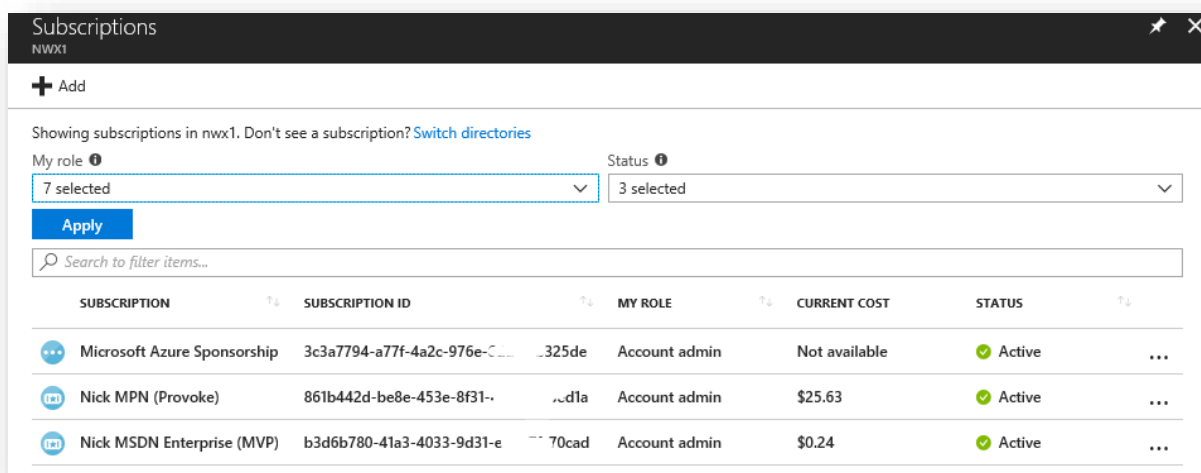 Subscriptions
NWX1
Add
Showing subscriptions in nwx1. Don't see a subscription? Switch directories
My role Status
7 selected 3 selected
Apply
Search to filter items...
SUBSCRIPTION SUBSCRIPTION ID MY ROLE CURRENT COST STATUS
Microsoft Azure Sponsorship 3c3a7794-a77f-4a2c-976e- 325de Account admin Not available Active ...
Nick MPN (Provoke) 861b442d-be8e-453e-8f31- d1a Account admin $25.63 Active ...
Nick MSDN Enterprise (MVP) b3d6b780-41a3-4033-9d31-e 70cad Account admin $0.24 Active ...